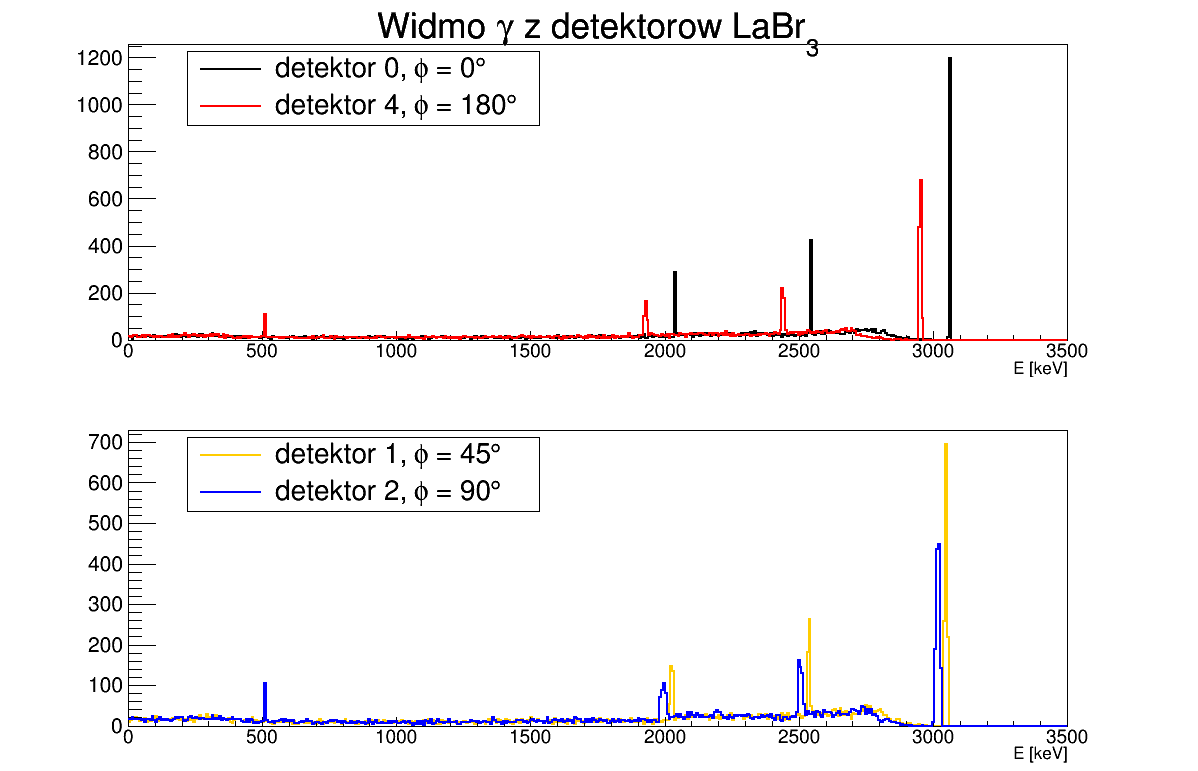 Widmo γ z detektorow LaBr₃
1200
1000
800
600
400
200
0
detektor 0, ϕ = 0°
detektor 4, ϕ = 180°
0 500 1000 1500 2000 2500 3000 3500
E [keV]
700
600
500
400
300
200
100
0
detektor 1, ϕ = 45°
detektor 2, ϕ = 90°
0 500 1000 1500 2000 2500 3000 3500
E [keV]